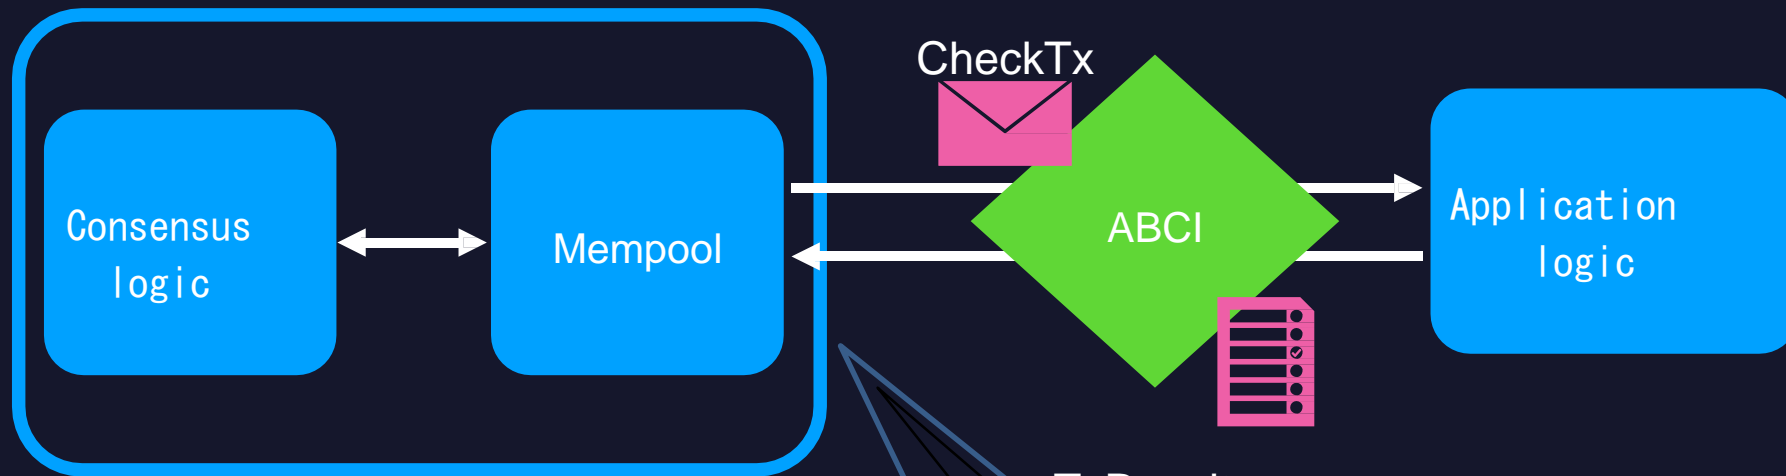 CheckTx
Consensus
logic
Mempool
ABCI
Application
logic